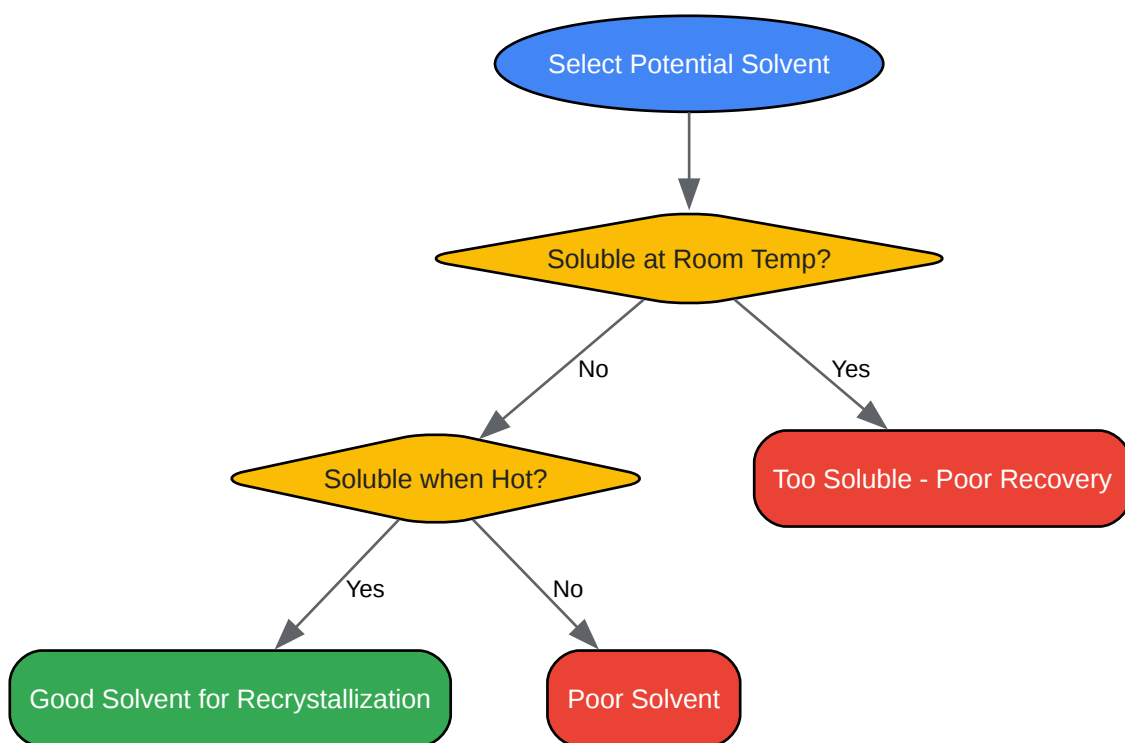 Select Potential Solvent
Soluble at Room Temp?
No
Yes
Soluble when Hot?
Too Soluble - Poor Recovery
Yes
No
Good Solvent for Recrystallization
Poor Solvent